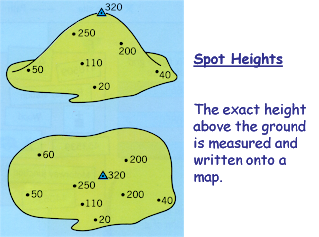 320
250
200
50
110
40
20
Spot Heights
The exact height
above the ground
is measured and
written onto a
map.
60
200
320
250
50
200
110
40
20